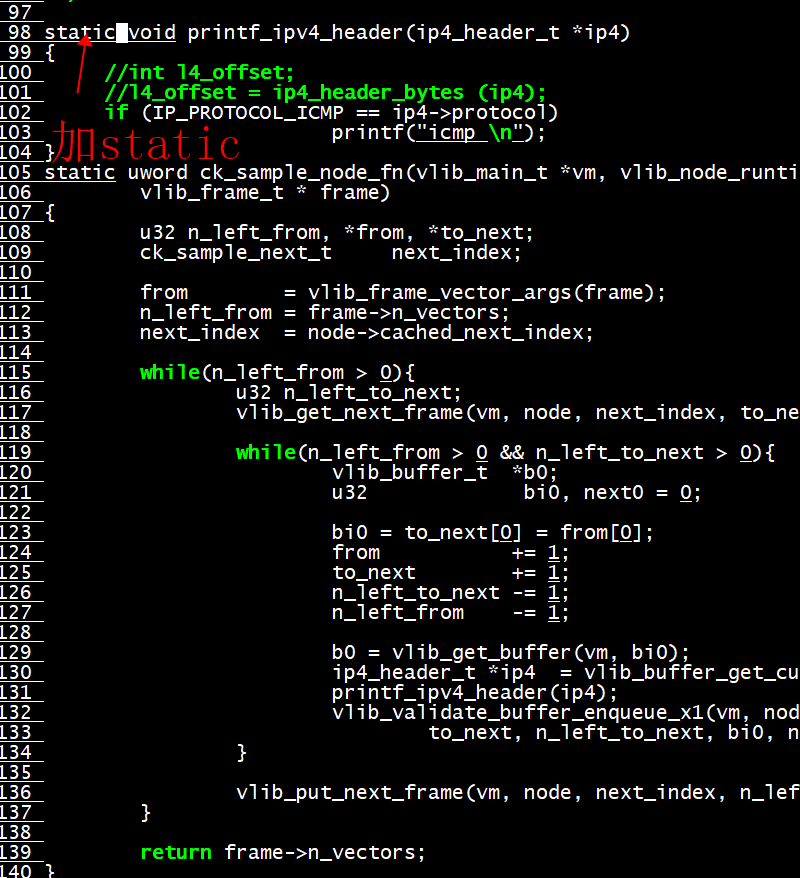 97
98 static void printf_ipv4_header(ip4_header_t *ip4)
99 {
100 //int l4_offset;
101 //l4_offset = ip4_header_bytes (ip4);
102 if (IP_PROTOCOL_ICMP == ip4->protocol)
103 printf("icmp \n");
加static
104 }
105 static uword ck_sample_node_fn(vlib_main_t *vm, vlib_node_runti
106 vlib_frame_t * frame)
107 {
108 u32 n_left_from, *from, *to_next;
109 ck_sample_next_t next_index;
110
111 from = vlib_frame_vector_args(frame);
112 n_left_from = frame->n_vectors;
113 next_index = node->cached_next_index;
114
115 while(n_left_from > 0){
116 u32 n_left_to_next;
117 vlib_get_next_frame(vm, node, next_index, to_ne
118
119 while(n_left_from > 0 && n_left_to_next > 0){
120 vlib_buffer_t *b0;
121 u32 bi0, next0 = 0;
122
123 bi0 = to_next[0] = from[0];
124 from += 1;
125 to_next += 1;
126 n_left_to_next -= 1;
127 n_left_from -= 1;
128
129 b0 = vlib_get_buffer(vm, bi0);
130 ip4_header_t *ip4 = vlib_buffer_get_cu
131 printf_ipv4_header(ip4);
132 vlib_validate_buffer_enqueue_x1(vm, nod
133 to_next, n_left_to_next, bi0, n
134 }
135
136 vlib_put_next_frame(vm, node, next_index, n_lef
137 }
138
139 return frame->n_vectors;
140 }